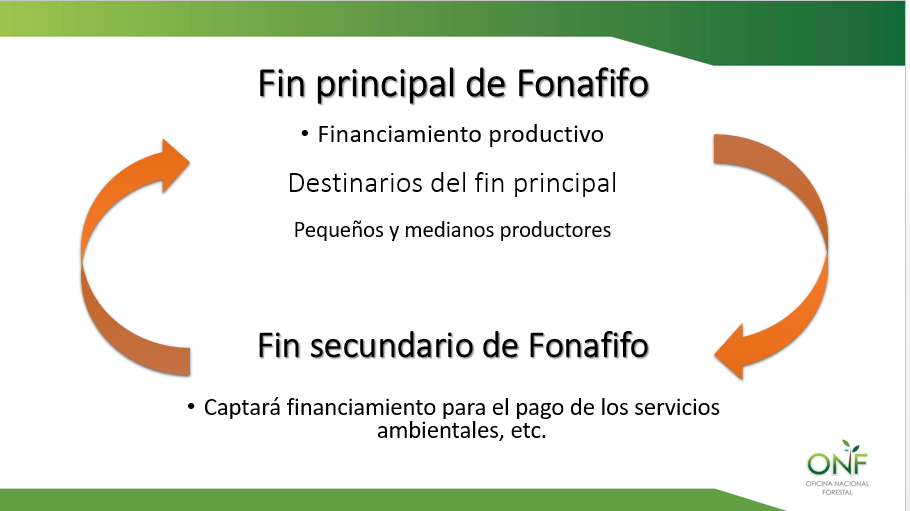 Fin principal de Fonafifo
• Financiamiento productivo
Destinarios del fin principal
Pequeños y medianos productores
Fin secundario de Fonafifo
• Captará financiamiento para el pago de los servicios
ambientales, etc.
ONF
OFICINA NACIONAL
FORESTAL